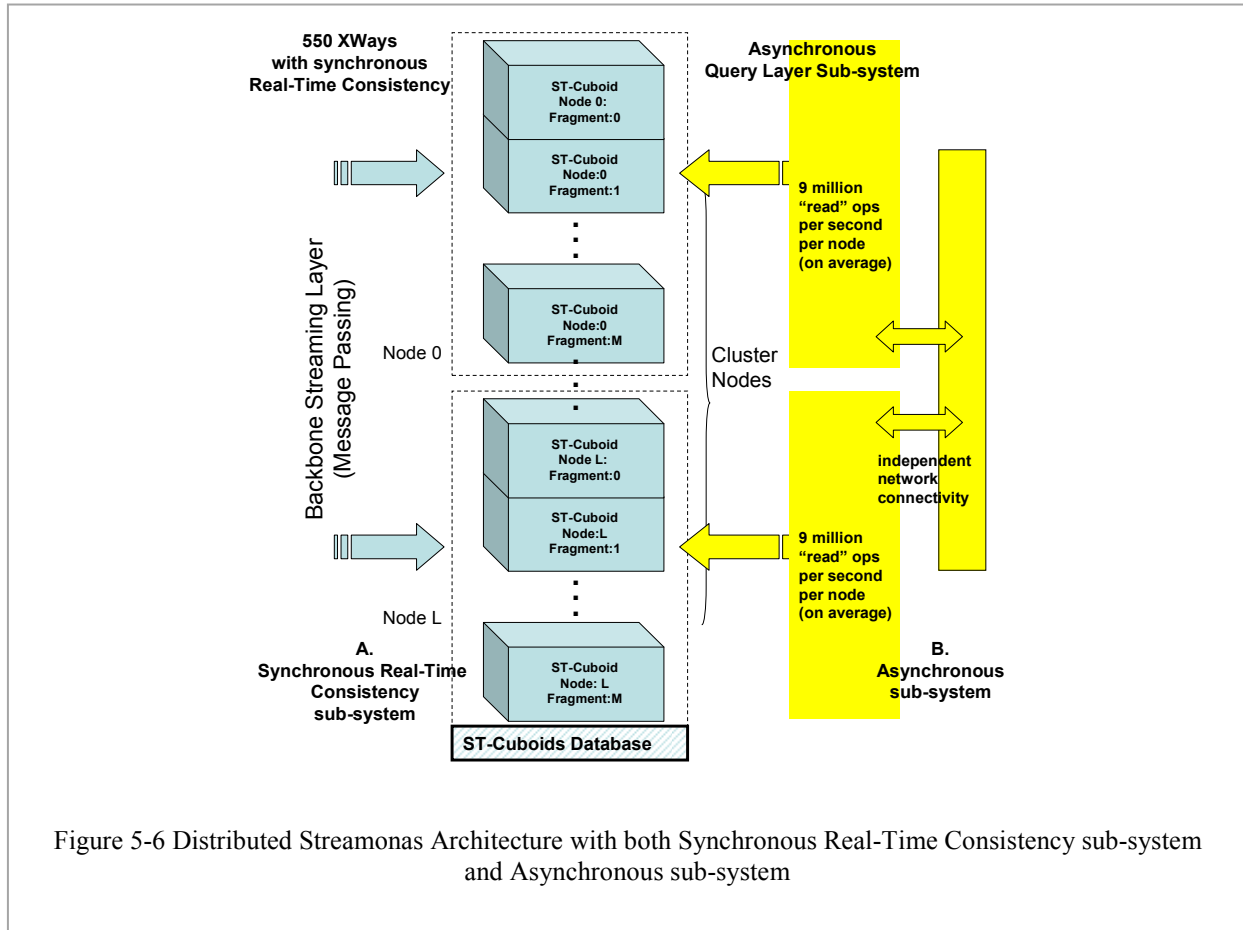 550 XWays
with synchronous
Real-Time Consistency
Asynchronous
Query Layer Sub-system
ST-Cuboid
Node 0:
Fragment:0
ST-Cuboid
Node:0
Fragment:1
9 million
“read” ops
per second
per node
(on average)
Backbone Streaming Layer
(Message Passing)
ST-Cuboid
Node:0
Fragment:M
Node 0
Cluster
Nodes
ST-Cuboid
Node L:
Fragment:0
independent
network
connectivity
ST-Cuboid
Node:L
Fragment:1
9 million
“read” ops
per second
per node
(on average)
Node L
A.
Synchronous Real-Time
Consistency
sub-system
ST-Cuboid
Node: L
Fragment:M
B.
Asynchronous
sub-system
ST-Cuboids Database
Figure 5-6 Distributed Streamonas Architecture with both Synchronous Real-Time Consistency sub-system
and Asynchronous sub-system